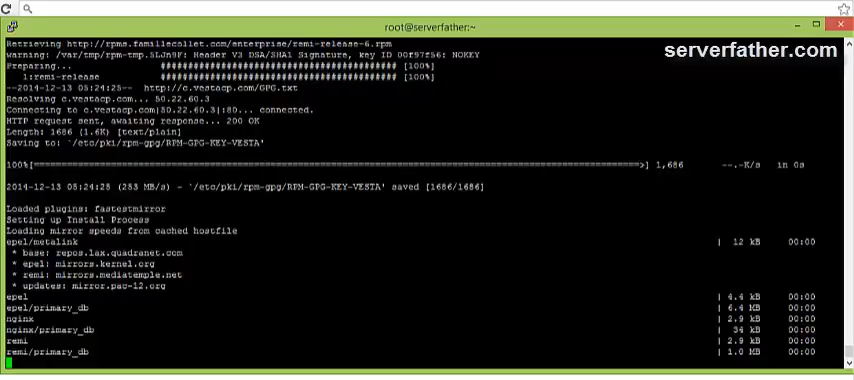 root@serverfather:~
serverfather.com
Retrieving http://rpms.famillecollet.com/enterprise/remi-release-6.rpm
warning: /var/tmp/rpm-tmp.5LJn9F: Header V3 DSA/SHA1 Signature, key ID 00f97f56: NOKEY
Preparing... ########################################### [100%]
1:remi-release ########################################### [100%]
--2014-12-13 05:24:25-- http://c.vestacp.com/GPG.txt
Resolving c.vestacp.com... 50.22.60.3
Connecting to c.vestacp.com|50.22.60.3|:80... connected.
HTTP request sent, awaiting response... 200 OK
Length: 1686 (1.6K) [text/plain]
Saving to: `/etc/pki/rpm-gpg/RPM-GPG-KEY-VESTA'
100%[======================================================================================================================>] 1,686 --.-K/s in 0s
2014-12-13 05:24:25 (253 MB/s) - `/etc/pki/rpm-gpg/RPM-GPG-KEY-VESTA' saved [1686/1686]
Loaded plugins: fastestmirror
Setting up Install Process
Loading mirror speeds from cached hostfile
epel/metalink | 12 kB 00:00
* base: repos.lax.quadranet.com
* epel: mirrors.kernel.org
* remi: mirrors.mediatemple.net
* updates: mirror.pac-12.org
epel | 4.4 kB 00:00
epel/primary_db | 6.4 MB 00:00
nginx | 2.9 kB 00:00
nginx/primary_db | 34 kB 00:00
remi | 2.9 kB 00:00
remi/primary_db | 1.0 MB 00:00